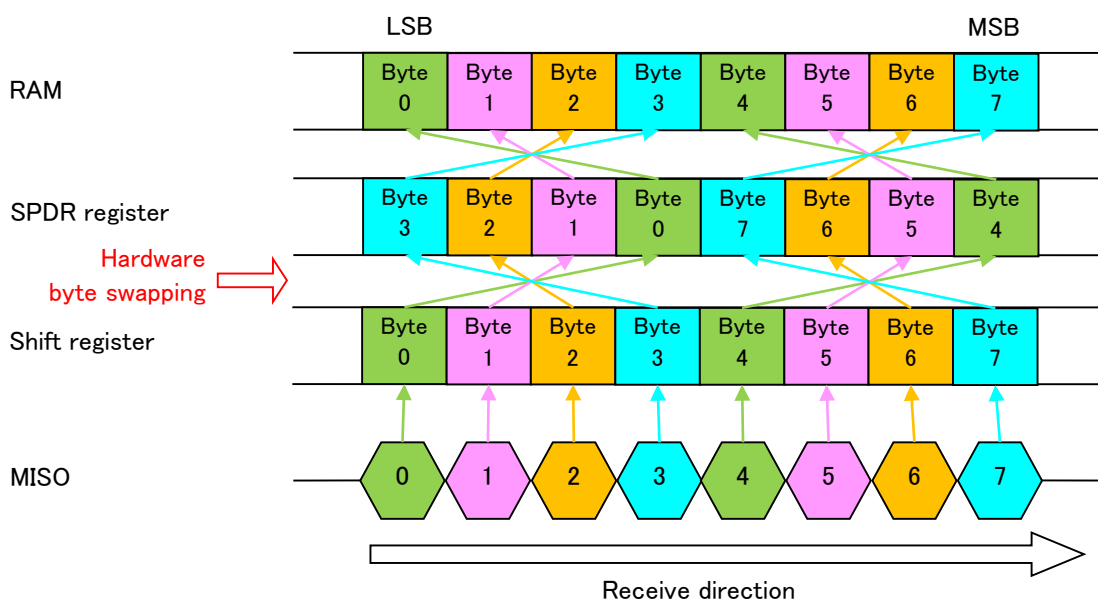 LSB MSB
RAM
Byte 0 Byte 1 Byte 2 Byte 3 Byte 4 Byte 5 Byte 6 Byte 7
SPDR register
Byte 3 Byte 2 Byte 1 Byte 0 Byte 7 Byte 6 Byte 5 Byte 4
Hardware
byte swapping
Shift register
Byte 0 Byte 1 Byte 2 Byte 3 Byte 4 Byte 5 Byte 6 Byte 7
MISO
0 1 2 3 4 5 6 7
Receive direction